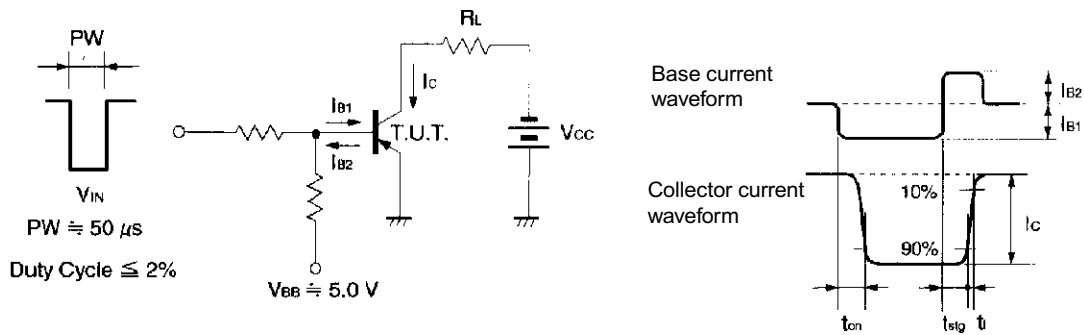 PW
VIN
PW ≒ 50 μs
Duty Cycle ≦ 2%
RL
IC
IB1
T.U.T.
IB2
VCC
VBB ≒ 5.0 V
Base current
waveform
IB2
IB1
Collector current
waveform
10%
90%
IC
ton
tstg
tf